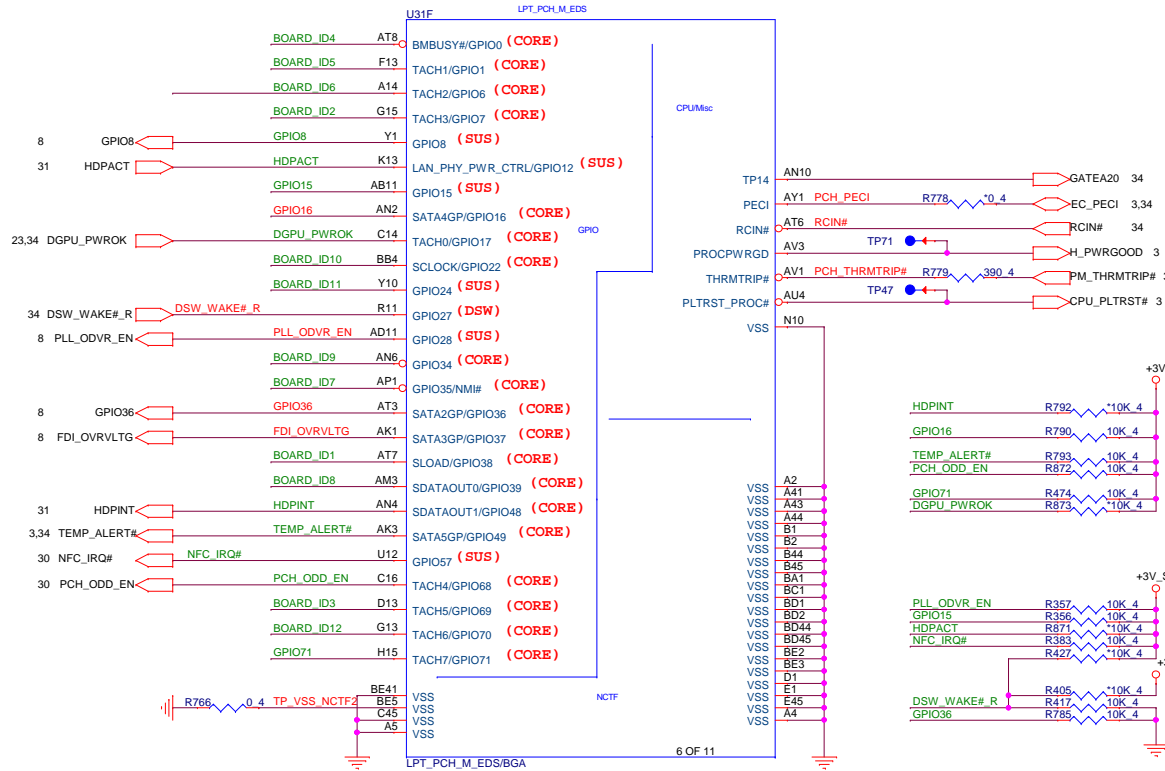 U31F LPT_PCH_M_EDS
BOARD_ID4 AT8 BMBUSY#/GPIO0 (CORE)
BOARD_ID5 F13 TACH1/GPIO1 (CORE)
BOARD_ID6 A14 TACH2/GPIO6 (CORE)
BOARD_ID2 G15 TACH3/GPIO7 (CORE)
CPU/Misc
8 GPIO8 GPIO8 Y1 GPIO8 (SUS)
31 HDPACT HDPACT K13 LAN_PHY_PWR_CTRL/GPIO12 (SUS)
GPIO15 AB11 GPIO15 (SUS)
GPIO16 AN2 SATA4GP/GPIO16 (CORE)
GPIO
23,34 DGPU_PWROK DGPU_PWROK C14 TACH0/GPIO17 (CORE)
BOARD_ID10 BB4 SCLOCK/GPIO22 (CORE)
BOARD_ID11 Y10 GPIO24 (SUS)
34 DSW_WAKE#_R DSW_WAKE#_R R11 GPIO27 (DSW)
8 PLL_ODVR_EN PLL_ODVR_EN AD11 GPIO28 (SUS)
BOARD_ID9 AN6 GPIO34 (CORE)
BOARD_ID7 AP1 GPIO35/NMI# (CORE)
8 GPIO36 GPIO36 AT3 SATA2GP/GPIO36 (CORE)
8 FDI_OVRVLTG FDI_OVRVLTG AK1 SATA3GP/GPIO37 (CORE)
BOARD_ID1 AT7 SLOAD/GPIO38 (CORE)
BOARD_ID8 AM3 SDATAOUT0/GPIO39 (CORE)
31 HDPINT HDPINT AN4 SDATAOUT1/GPIO48 (CORE)
3,34 TEMP_ALERT# TEMP_ALERT# AK3 SATA5GP/GPIO49 (CORE)
30 NFC_IRQ# NFC_IRQ# U12 GPIO57 (SUS)
30 PCH_ODD_EN PCH_ODD_EN C16 TACH4/GPIO68 (CORE)
BOARD_ID3 D13 TACH5/GPIO69 (CORE)
BOARD_ID12 G13 TACH6/GPIO70 (CORE)
GPIO71 H15 TACH7/GPIO71 (CORE)
BE41 VSS
R766 0_4 TP_VSS_NCTF2 BE5 VSS
C45 VSS
A5 VSS
NCTF
6 OF 11
LPT_PCH_M_EDS/BGA
TP14 AN10 GATEA20 34
PECI AY1 PCH_PECI R778 *0_4 EC_PECI 3,34
RCIN# AT6 RCIN# RCIN# 34
PROCPWRGD AV3 TP71 H_PWRGOOD 3
THRMTRIP# AV1 PCH_THRMTRIP# R779 390_4 PM_THRMTRIP#
PLTRST_PROC# AU4 TP47 CPU_PLTRST# 3
VSS N10
VSS A2
VSS A41
VSS A43
VSS A44
VSS B1
VSS B2
VSS B44
VSS B45
VSS BA1
VSS BC1
VSS BD1
VSS BD2
VSS BD44
VSS BD45
VSS BE2
VSS BE3
VSS D1
VSS E1
VSS E45
VSS A4
+3V
HDPINT R792 *10K_4
GPIO16 R790 10K_4
TEMP_ALERT# R793 10K_4
PCH_ODD_EN R872 *10K_4
GPIO71 R474 10K_4
DGPU_PWROK R873 *10K_4
+3V_S
PLL_ODVR_EN R357 10K_4
GPIO15 R356 10K_4
HDPACT R871 *10K_4
NFC_IRQ# R383 10K_4
R427 *10K_4
R405 *10K_4
DSW_WAKE#_R R417 10K_4
GPIO36 R785 10K_4